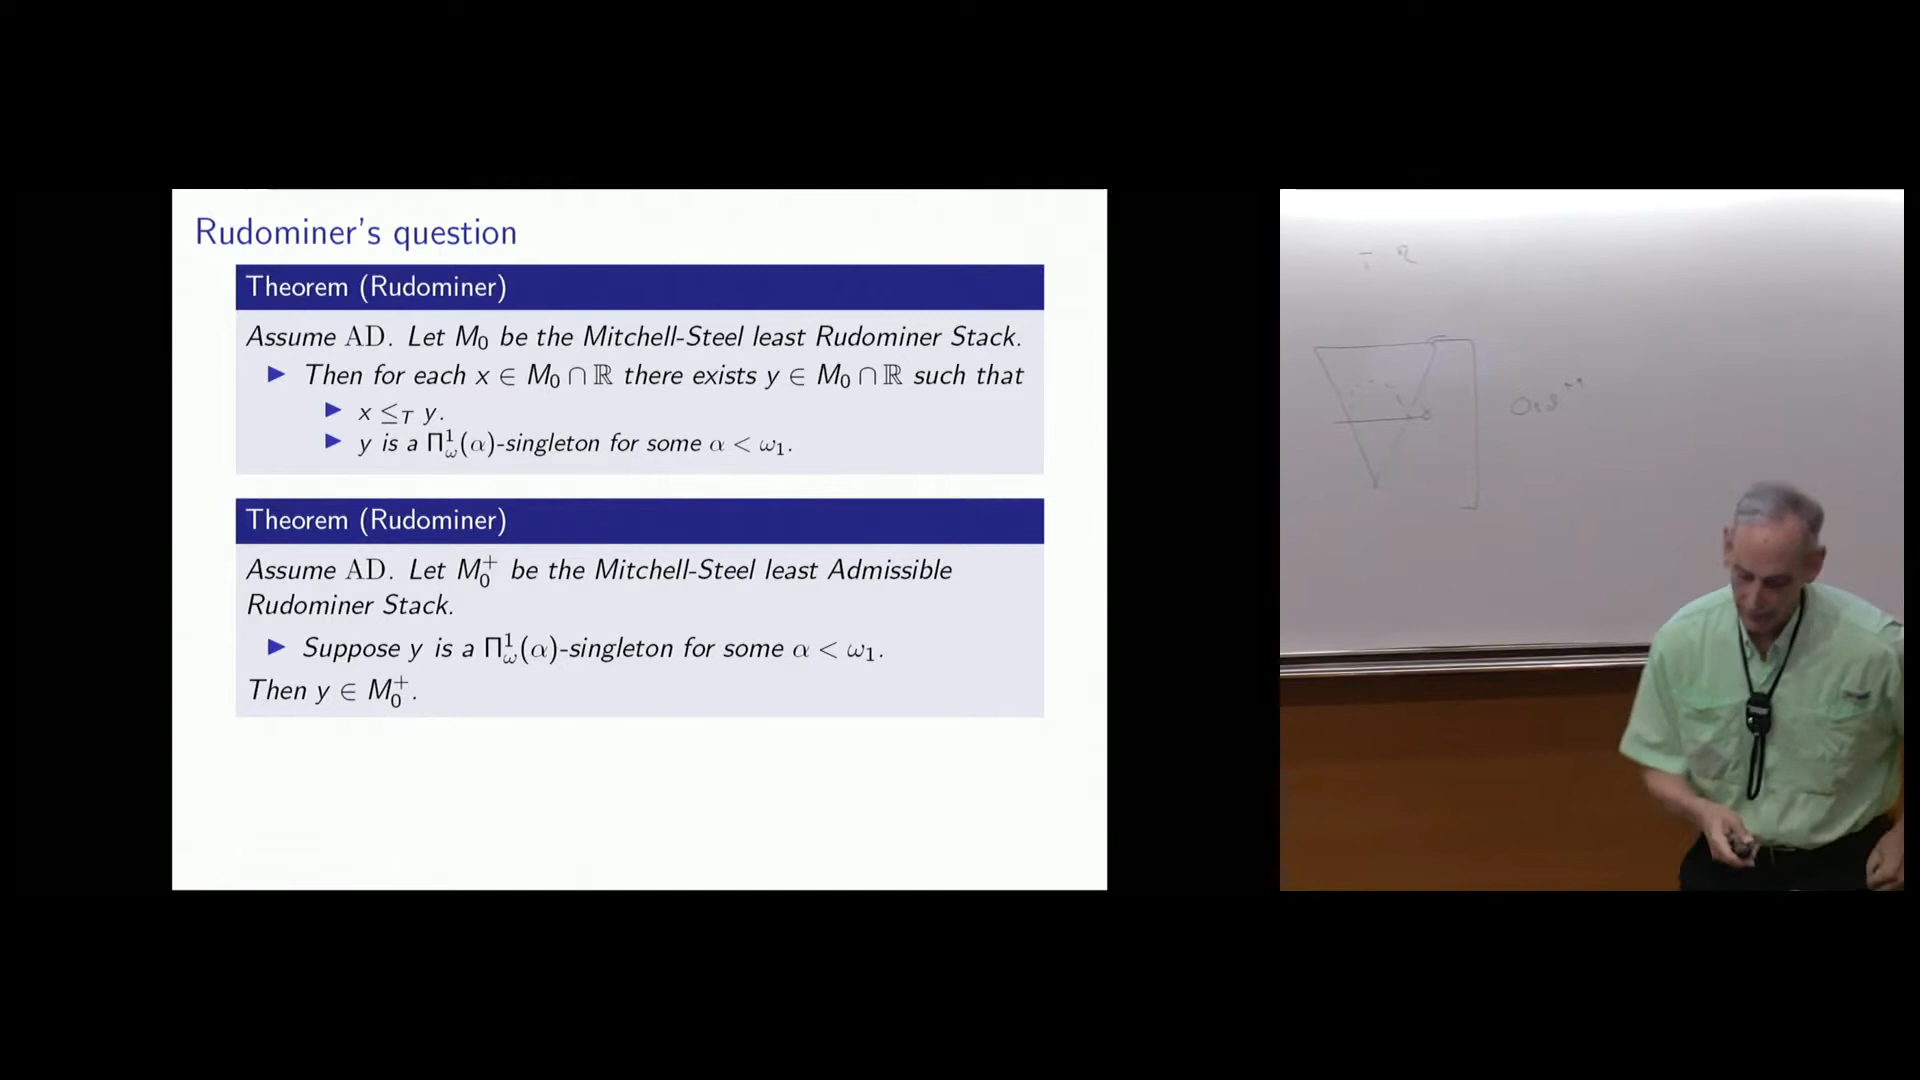 Rudominer's question
Theorem (Rudominer)
Assume AD. Let M₀ be the Mitchell-Steel least Rudominer Stack.
▶ Then for each x ∈ M₀ ∩ ℝ there exists y ∈ M₀ ∩ ℝ such that
▶ x ≤_T y.
▶ y is a Π^1_ω(α)-singleton for some α < ω₁.
Theorem (Rudominer)
Assume AD. Let M₀⁺ be the Mitchell-Steel least Admissible
Rudominer Stack.
▶ Suppose y is a Π^1_ω(α)-singleton for some α < ω₁.
Then y ∈ M₀⁺.